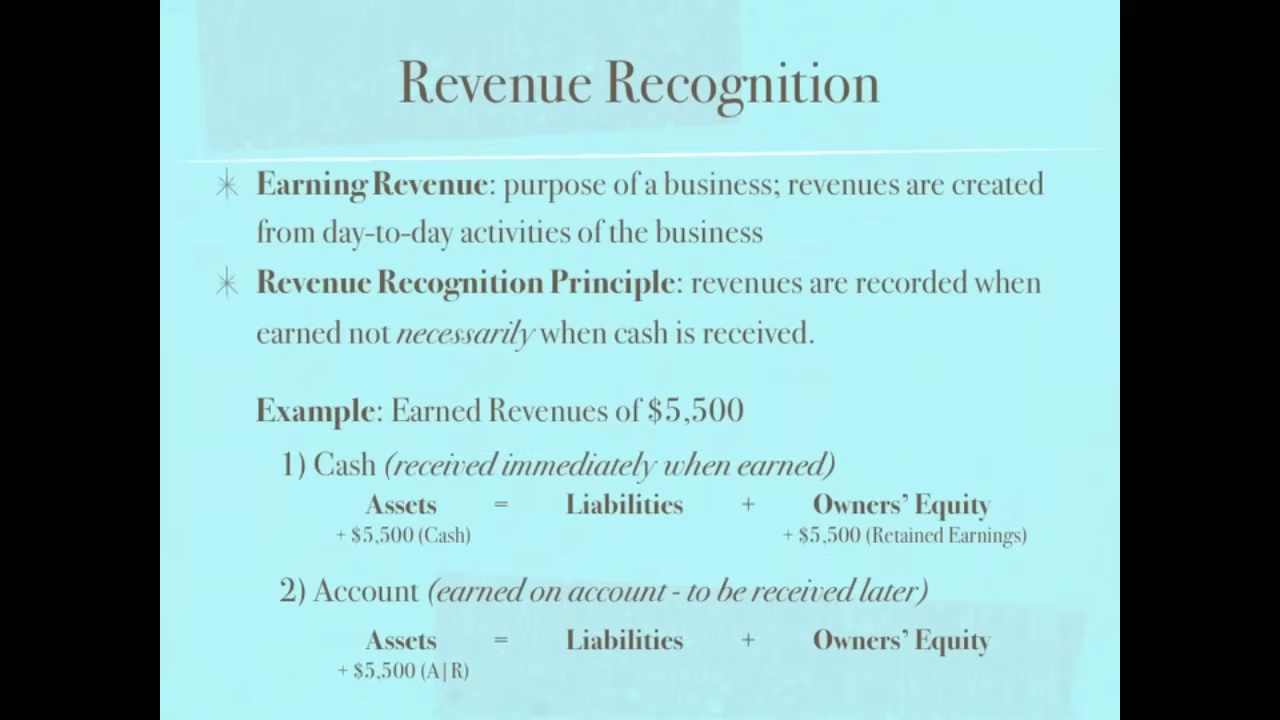 Revenue Recognition
Earning Revenue: purpose of a business; revenues are created
from day-to-day activities of the business
Revenue Recognition Principle: revenues are recorded when
earned not necessarily when cash is received.
Example: Earned Revenues of $5,500
1) Cash (received immediately when earned)
Assets = Liabilities + Owners' Equity
+ $5,500 (Cash) + $5,500 (Retained Earnings)
2) Account (earned on account - to be received later)
Assets = Liabilities + Owners' Equity
+ $5,500 (A|R)